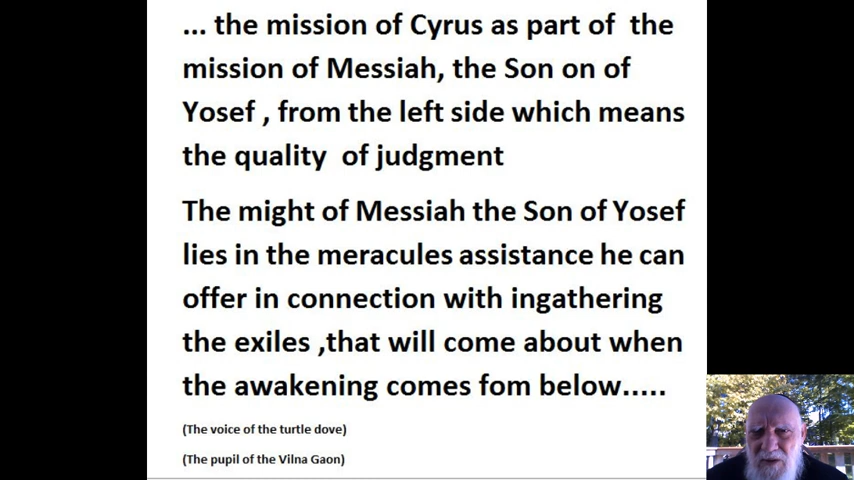 ... the mission of Cyrus as part of the
mission of Messiah, the Son on of
Yosef , from the left side which means
the quality of judgment
The might of Messiah the Son of Yosef
lies in the meracules assistance he can
offer in connection with ingathering
the exiles ,that will come about when
the awakening comes fom below.....
(The voice of the turtle dove)
(The pupil of the Vilna Gaon)